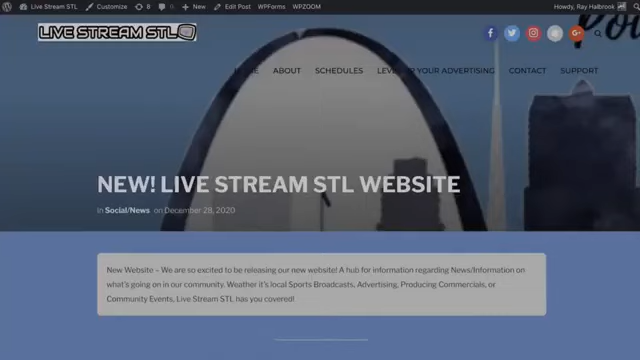 Live Stream STL Customize 8 0 New Edit Post WPForms WPZOOM Howdy, Ray Halbrook
LIVE STREAM STL
ABOUT SCHEDULES YOUR ADVERTISING CONTACT SUPPORT
NEW! LIVE STREAM STL WEBSITE
in Social/News on December 28, 2020
New Website – We are so excited to be releasing our new website! A hub for information regarding News/Information on
what's going on in our community. Weather it's local Sports Broadcasts, Advertising, Producing Commercials, or
Community Events, Live Stream STL has you covered!